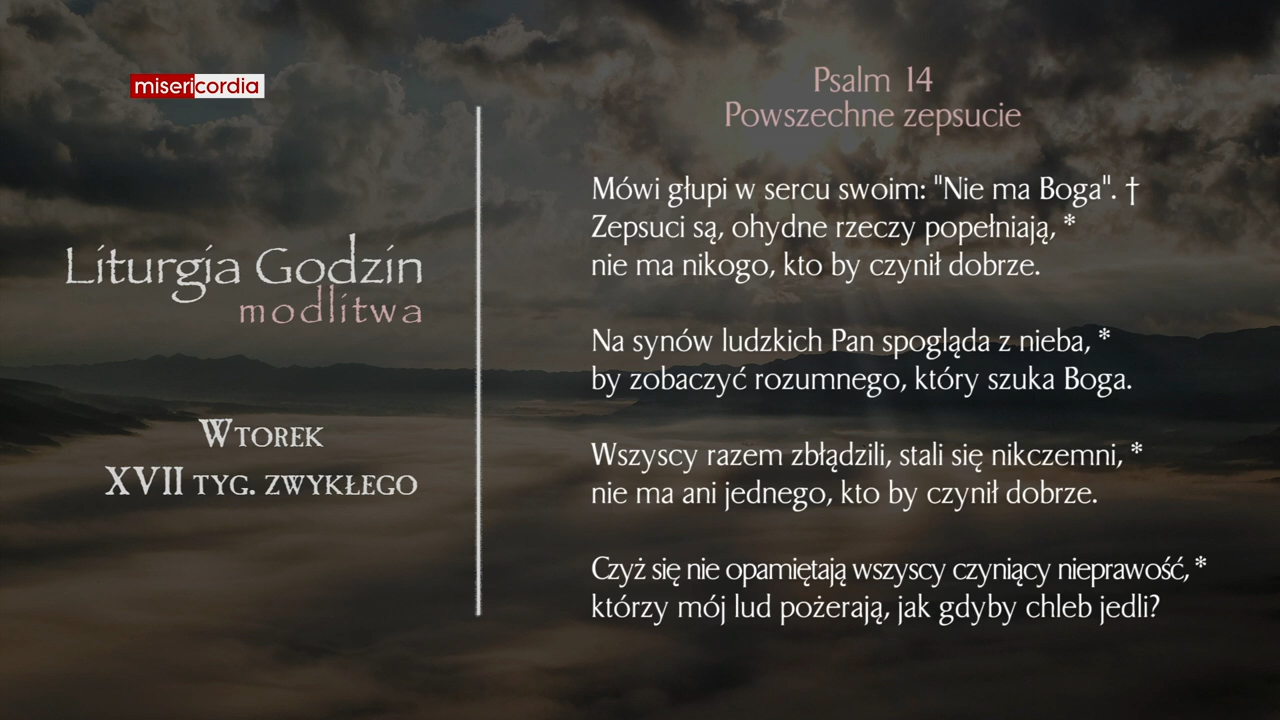 misericordia
Liturgia Godzin
modlitwa
Wtorek
XVII tyg. zwykłego
Psalm 14
Powszechne zepsucie
Mówi głupi w sercu swoim: "Nie ma Boga". †
Zepsuci są, ohydne rzeczy popełniają, *
nie ma nikogo, kto by czynił dobrze.
Na synów ludzkich Pan spogląda z nieba, *
by zobaczyć rozumnego, który szuka Boga.
Wszyscy razem zbłądzili, stali się nikczemni, *
nie ma ani jednego, kto by czynił dobrze.
Czyż się nie opamiętają wszyscy czyniący nieprawość, *
którzy mój lud pożerają, jak gdyby chleb jedli?